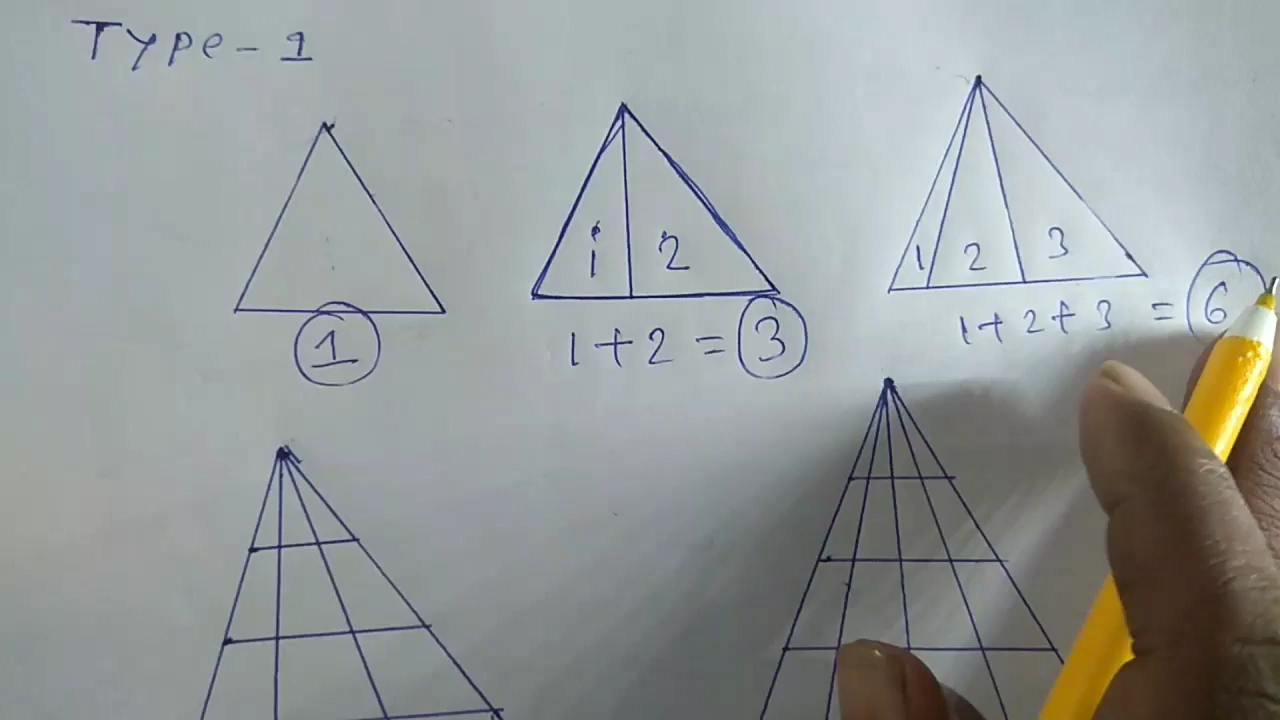 Type-1
1 2
1 2 3
1
1+2 = 3
1+2+3 = 6